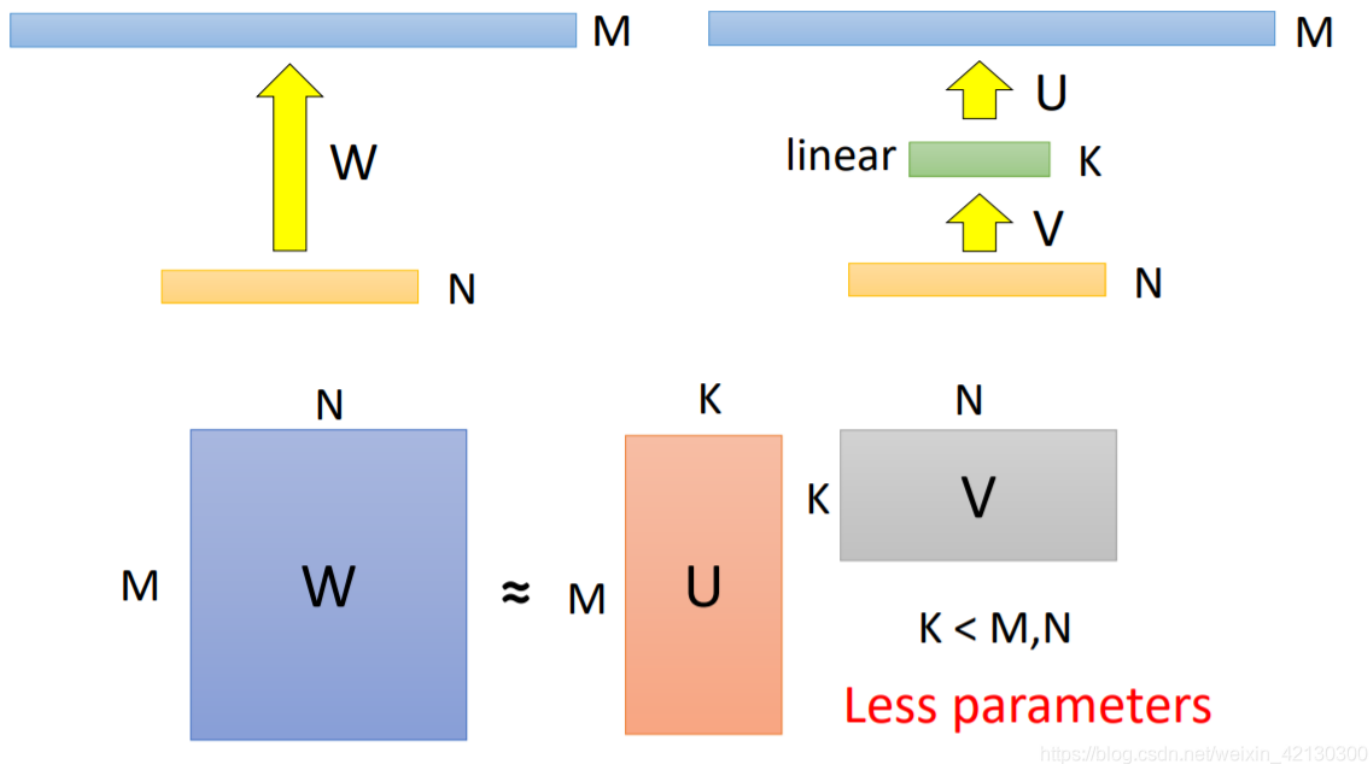 M
M
W
U
linear
K
V
N
N
N
K
N
M
W
≈
M
U
K
V
K < M,N
Less parameters
https://blog.csdn.net/weixin_42130300